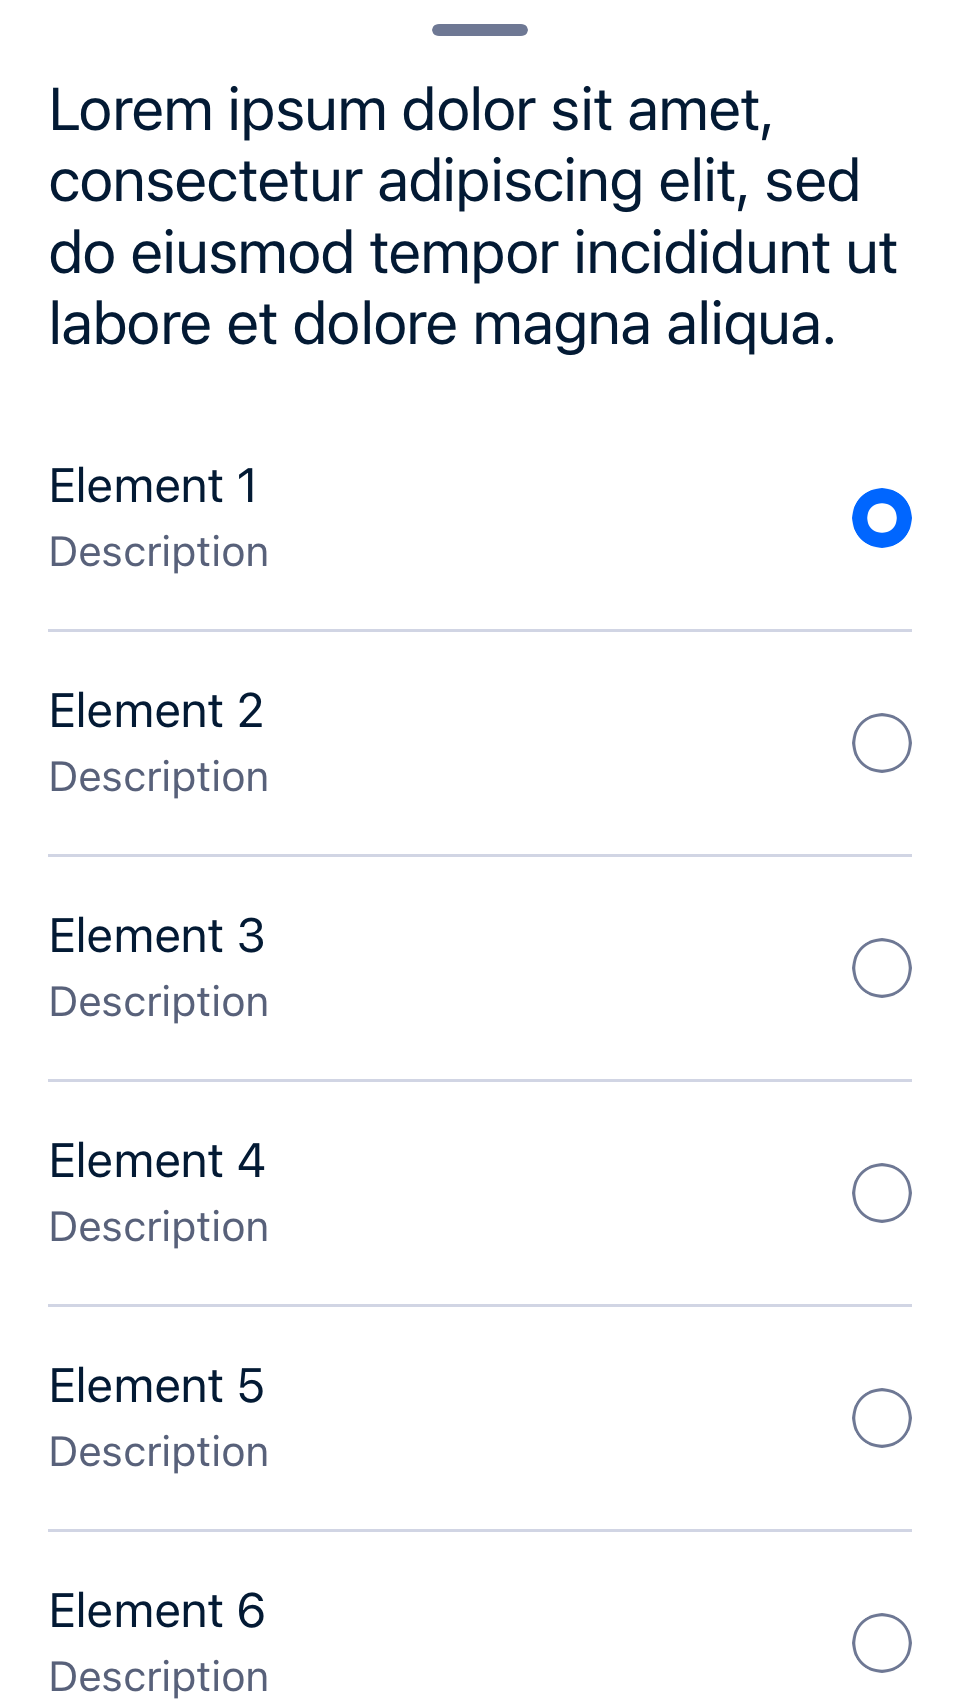 Lorem ipsum dolor sit amet,
consectetur adipiscing elit, sed
do eiusmod tempor incididunt ut
labore et dolore magna aliqua.
Element 1
Description
Element 2
Description
Element 3
Description
Element 4
Description
Element 5
Description
Element 6
Description